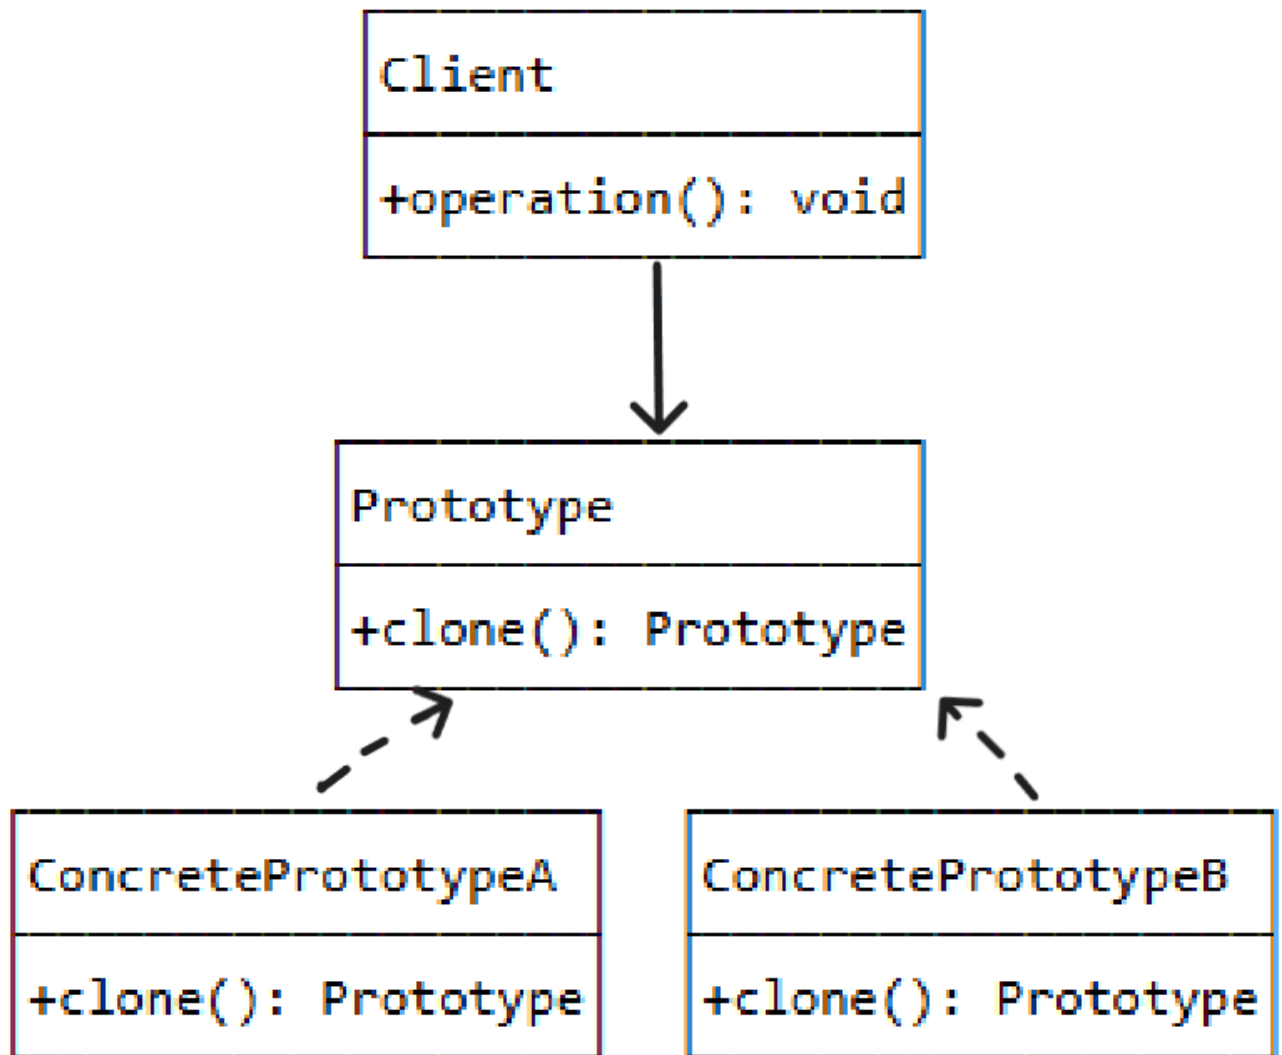 Client
+operation(): void
Prototype
+clone(): Prototype
ConcretePrototypeA
ConcretePrototypeB
+clone(): Prototype
+clone(): Prototype